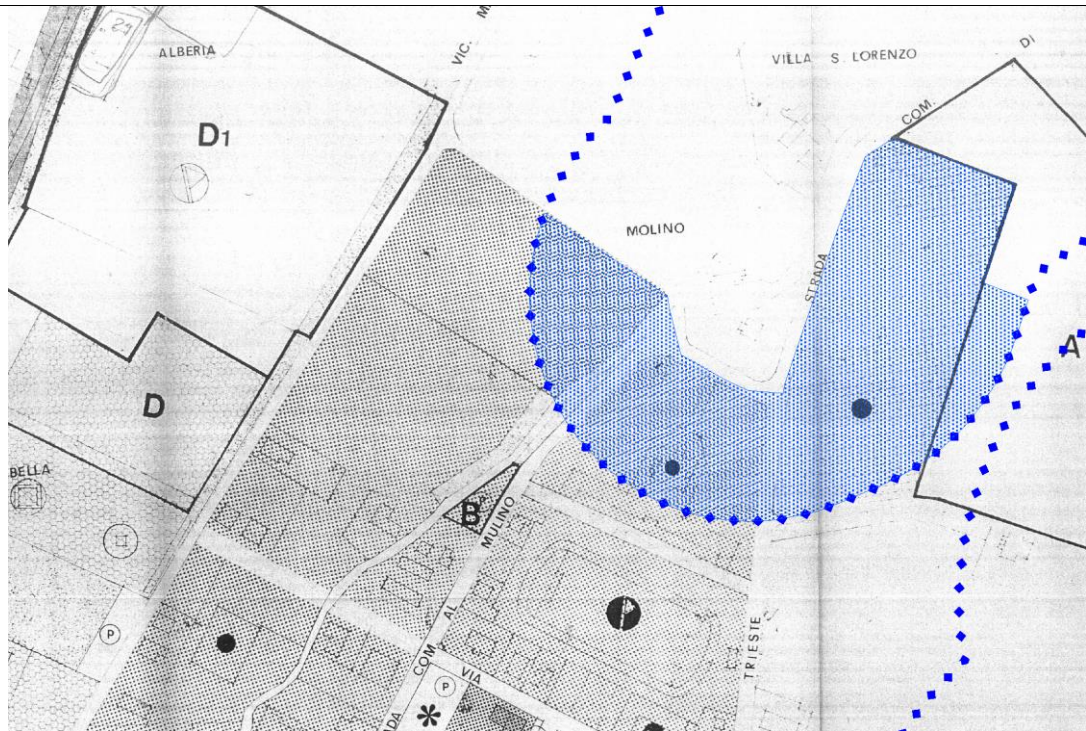 ALBERIA
VIC.
VILLA S. LORENZO
DI
COM.
D1
MOLINO
STRADA
A
D
BELLA
B
MULINO
P
AL
COM
VIA
TRIESTE
P